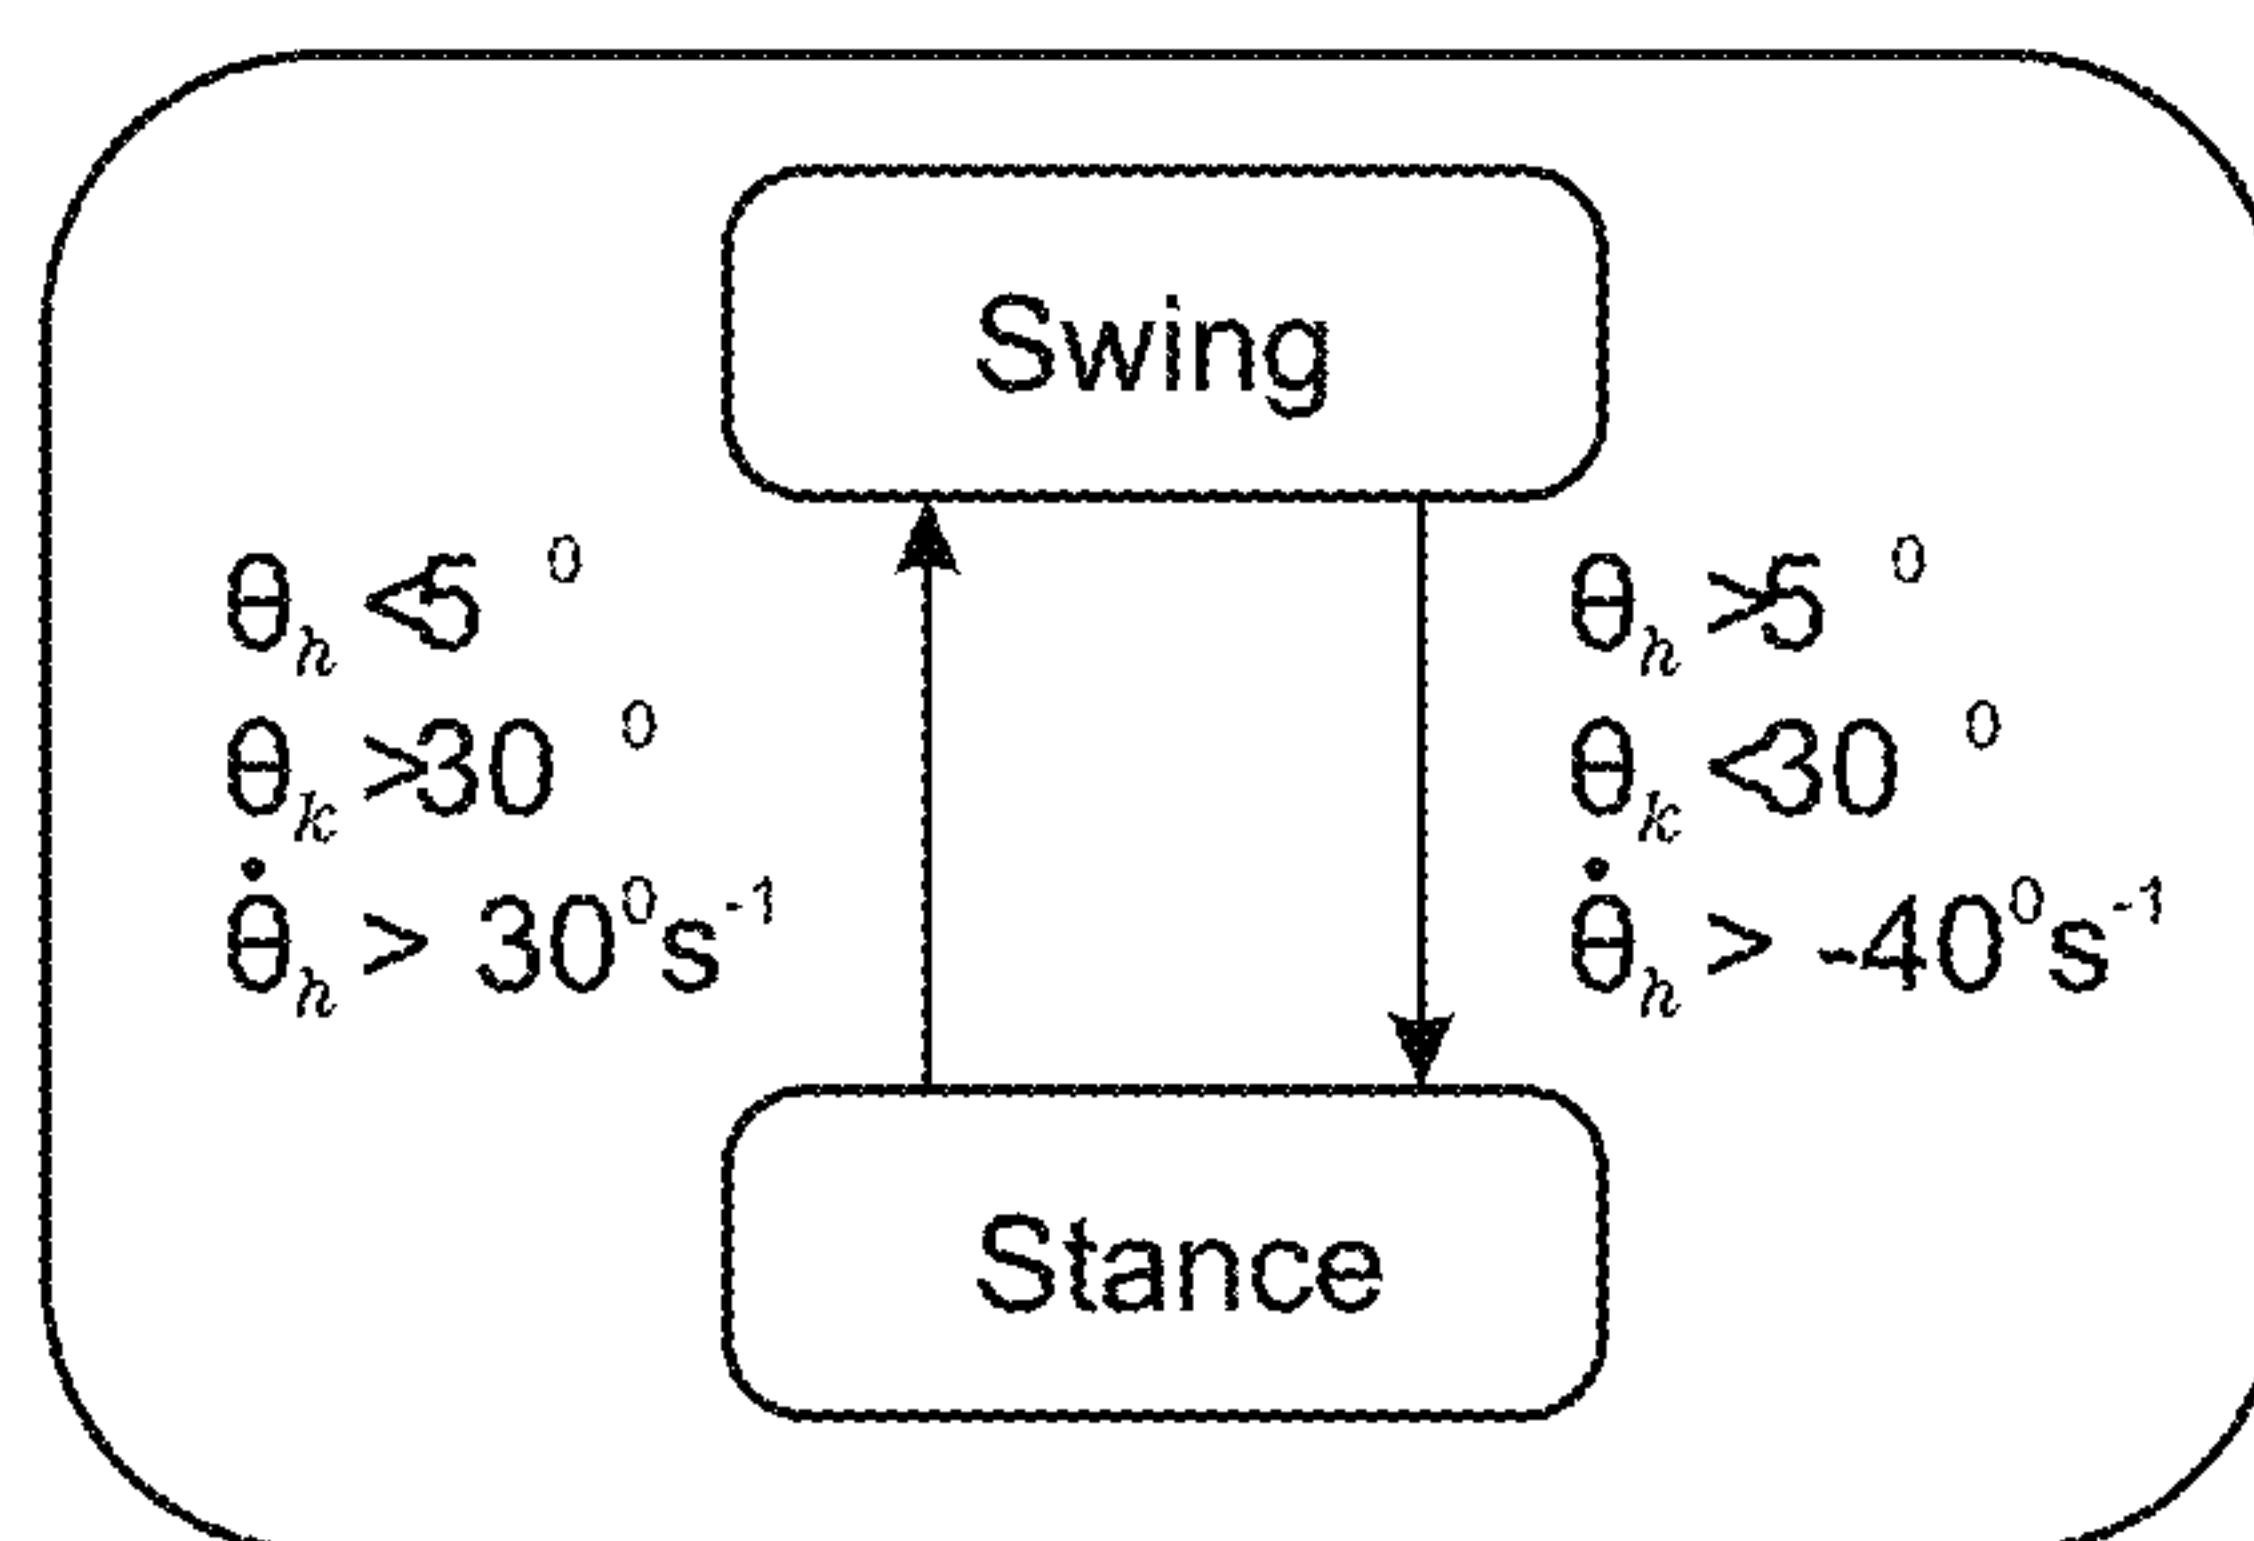 Swing
θₕ <5 ⁰
θₖ >30 ⁰
θ̇ₕ > 30⁰s⁻¹
θₕ >5 ⁰
θₖ <30 ⁰
θ̇ₕ > -40⁰s⁻¹
Stance